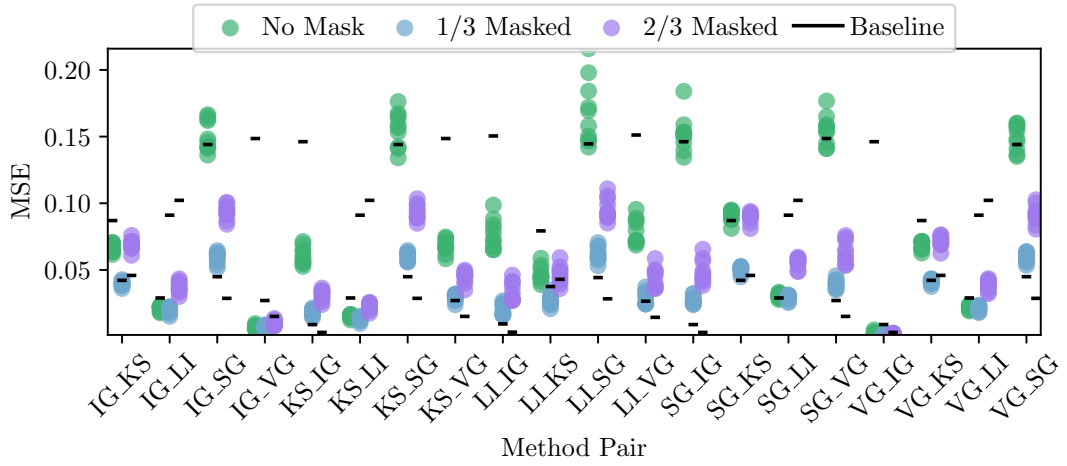 No Mask 1/3 Masked 2/3 Masked Baseline
0.20
0.15
0.10
0.05
MSE
IG_KS IG_LI IG_SG IG_VG KS_IG KS_LI KS_SG KS_VG LI_IG LI_KS LI_SG LI_VG SG_IG SG_KS SG_LI SG_VG VG_IG VG_KS VG_LI VG_SG
Method Pair